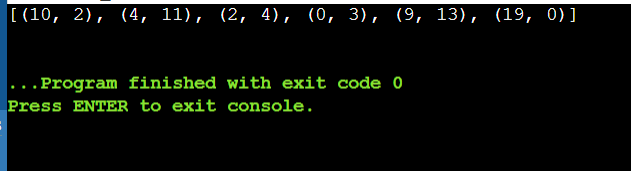 [(10, 2), (4, 11), (2, 4), (0, 3), (9, 13), (19, 0)]
...Program finished with exit code 0
Press ENTER to exit console.